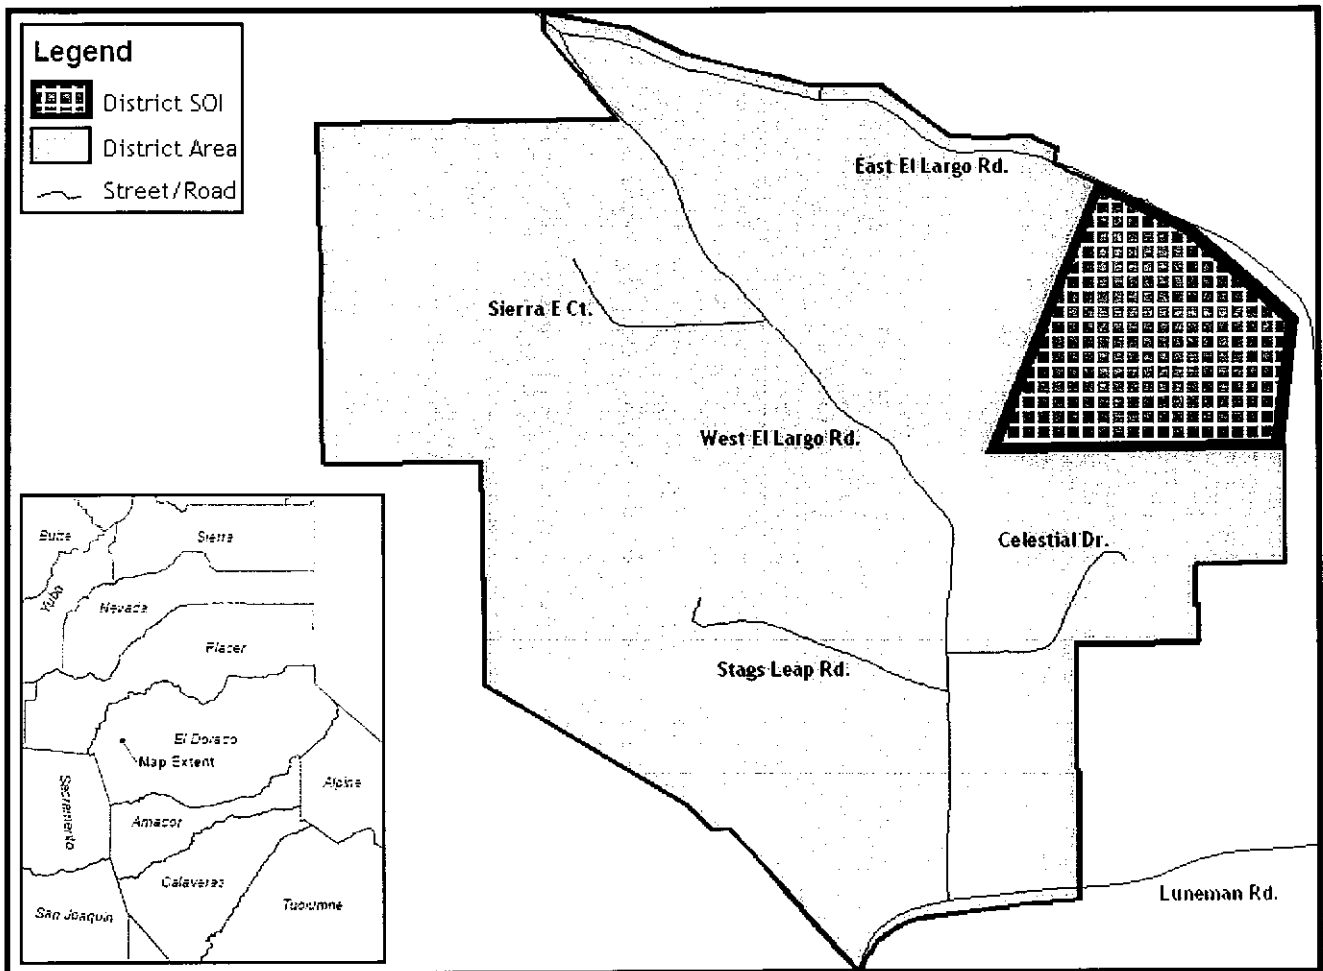 Legend
District SOI
District Area
Street/Road
East El Largo Rd.
Sierra E Ct.
West El Largo Rd.
Celestial Dr.
Stags Leap Rd.
Luneman Rd.
Butte
Sierra
Yuba
Nevada
Placer
El Dorado
Map Extent
Sacramento
Alpine
Amador
Calaveras
San Joaquin
Tuolumne